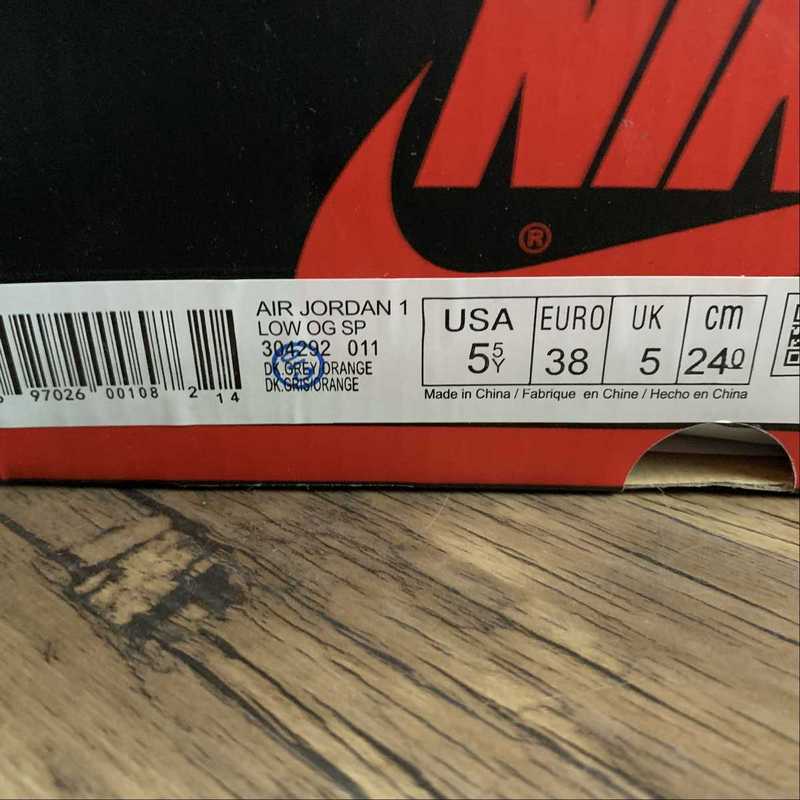 NIK
®
AIR JORDAN 1
LOW OG SP
304292 011
DK.GREY/ORANGE
DK.GRIS/ORANGE
97026 00108 2 14
USA EURO UK cm
5 5Y 38 5 24.0
Made in China / Fabrique en Chine / Hecho en China